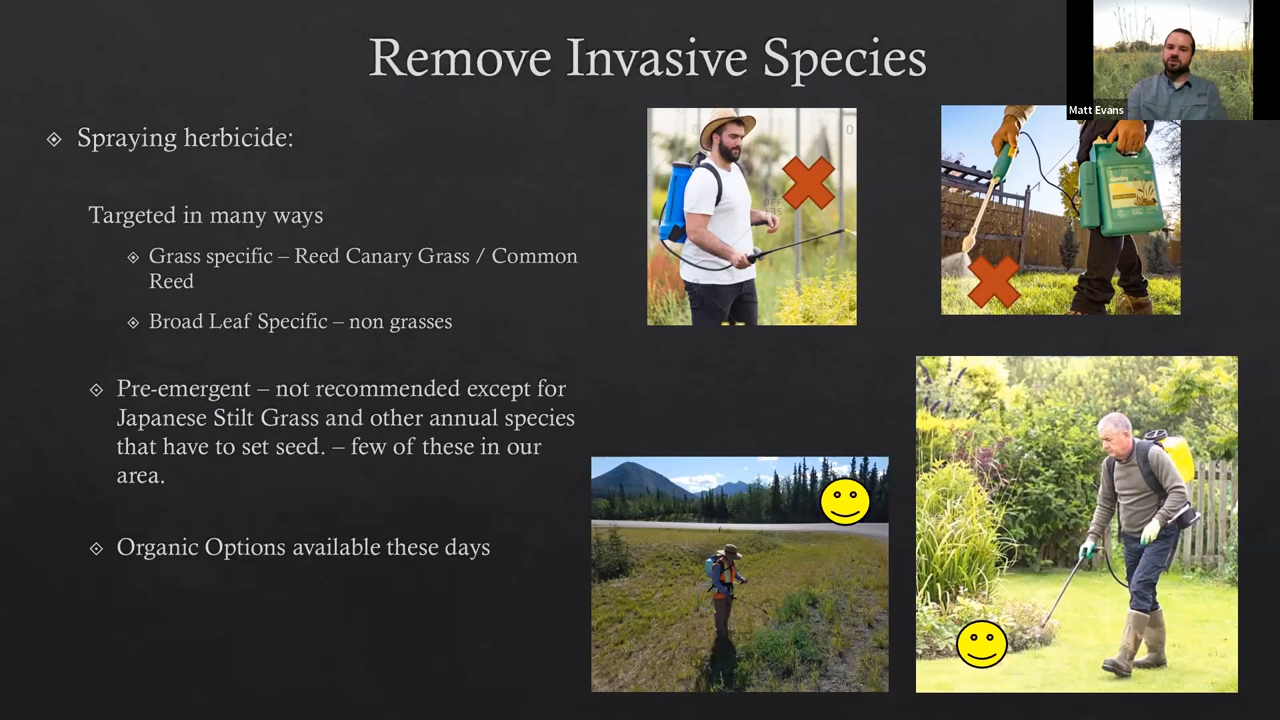 Remove Invasive Species
Matt Evans
Spraying herbicide:
Targeted in many ways
Grass specific – Reed Canary Grass / Common
Reed
Broad Leaf Specific – non grasses
Pre-emergent – not recommended except for
Japanese Stilt Grass and other annual species
that have to set seed. – few of these in our
area.
Organic Options available these days